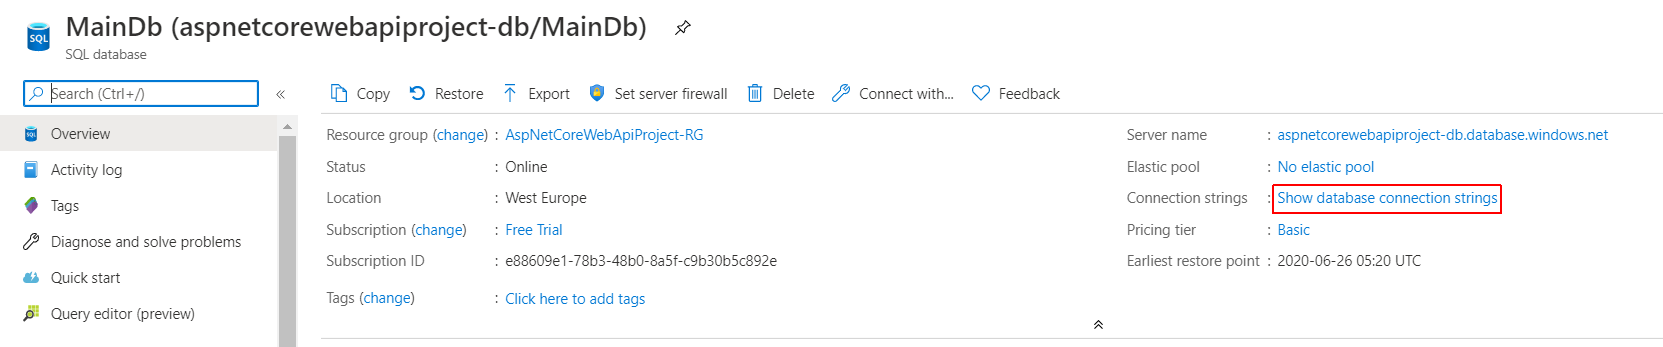 MainDb (aspnetcorewebapiproject-db/MainDb)
SQL database
Search (Ctrl+/)
«
Copy Restore Export Set server firewall Delete Connect with... Feedback
SQL Overview
Activity log
Tags
Diagnose and solve problems
Quick start
Query editor (preview)
Resource group (change) : AspNetCoreWebApiProject-RG
Status : Online
Location : West Europe
Subscription (change) : Free Trial
Subscription ID : e88609e1-78b3-48b0-8a5f-c9b30b5c892e
Tags (change) : Click here to add tags
Server name : aspnetcorewebapiproject-db.database.windows.net
Elastic pool : No elastic pool
Connection strings : Show database connection strings
Pricing tier : Basic
Earliest restore point : 2020-06-26 05:20 UTC